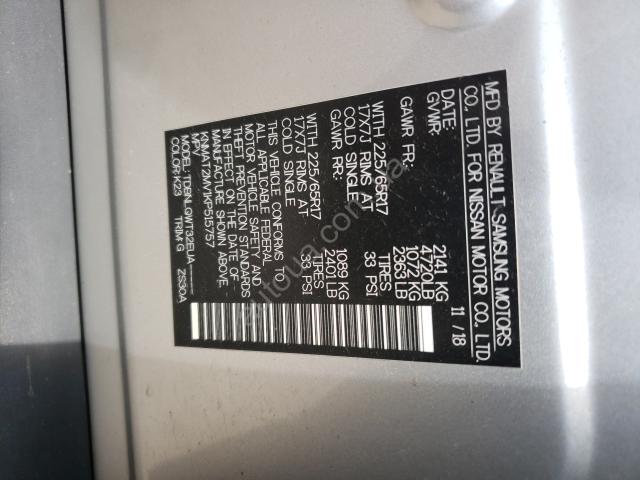 MFD BY RENAULT SAMSUNG MOTORS
CO., LTD. FOR NISSAN MOTOR CO., LTD.
DATE: 11 / 18
GVWR: 2141 KG
4720LB
GAWR FR: 1072 KG
2363 LB
WITH 225/65R17 TIRES
17X7J RIMS AT 33 PSI
COLD SINGLE
GAWR RR: 1089 KG
2401 LB
WITH 225/65R17 TIRES
17X7J RIMS AT 33 PSI
COLD SINGLE
THIS VEHICLE CONFORMS TO
ALL APPLICABLE FEDERAL
MOTOR VEHICLE SAFETY AND
THEFT PREVENTION STANDARDS
IN EFFECT ON THE DATE OF
MANUFACTURE SHOWN ABOVE.
KNMAT2MV1KP515757
MPV
MODEL: TDBNLQWT32EUA
COLOR:K23 TRIM:G ZS30A